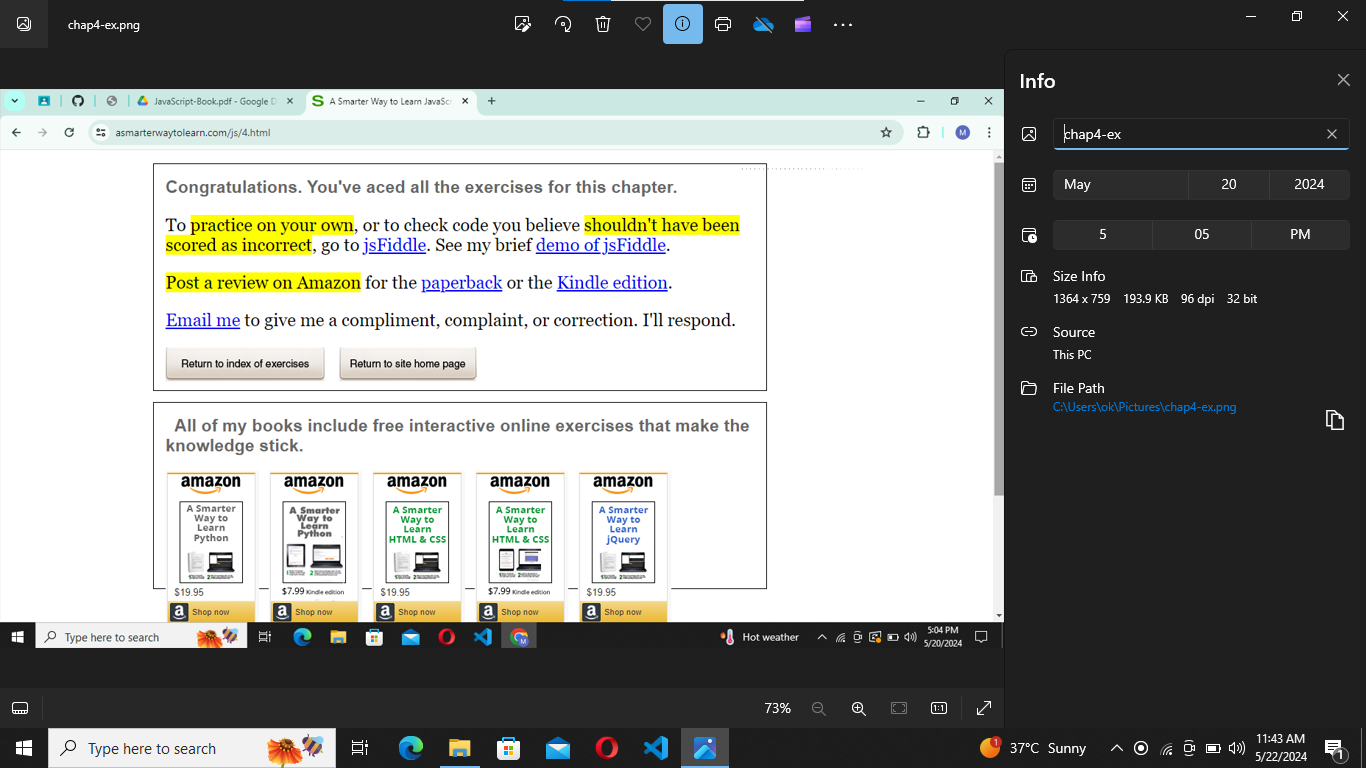 chap4-ex.png
Info
chap4-ex
May 20 2024
5 05 PM
Size Info
1364 x 759 193.9 KB 96 dpi 32 bit
Source
This PC
File Path
C:\Users\ok\Pictures\chap4-ex.png
JavaScript-Book.pdf - Google D
A Smarter Way to Learn JavaSc
asmarterwaytolearn.com/js/4.html
M
Congratulations. You've aced all the exercises for this chapter.
To practice on your own, or to check code you believe shouldn't have been
scored as incorrect, go to jsFiddle. See my brief demo of jsFiddle.
Post a review on Amazon for the paperback or the Kindle edition.
Email me to give me a compliment, complaint, or correction. I'll respond.
Return to index of exercises Return to site home page
All of my books include free interactive online exercises that make the
knowledge stick.
amazon amazon amazon amazon amazon
A Smarter A Smarter A Smarter A Smarter A Smarter
Way to Way to Way to Way to Way to
Learn Learn Learn Learn Learn
Python Python HTML & CSS HTML & CSS jQuery
$19.95 $7.99 Kindle edition $19.95 $7.99 Kindle edition $19.95
a Shop now a Shop now a Shop now a Shop now a Shop now
Type here to search
M
Hot weather
5:04 PM
5/20/2024
73%
1:1
Type here to search
1
37°C Sunny
11:43 AM
5/22/2024
1